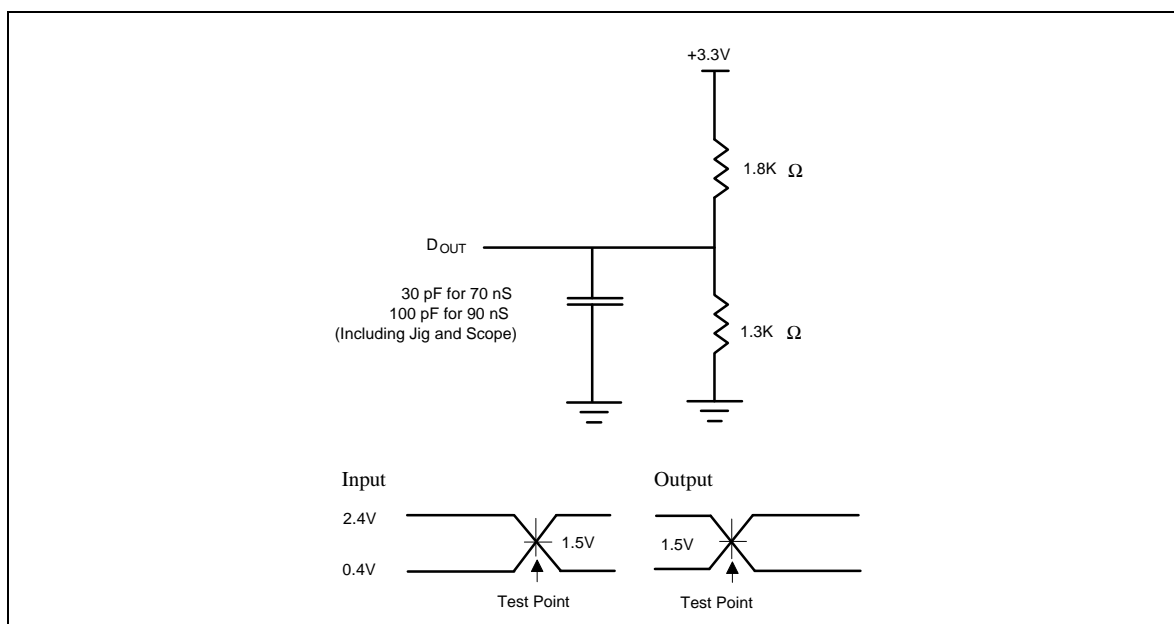 +3.3V
1.8K Ω
DOUT
30 pF for 70 nS
100 pF for 90 nS
(Including Jig and Scope)
1.3K Ω
Input
Output
2.4V
1.5V
1.5V
0.4V
Test Point
Test Point